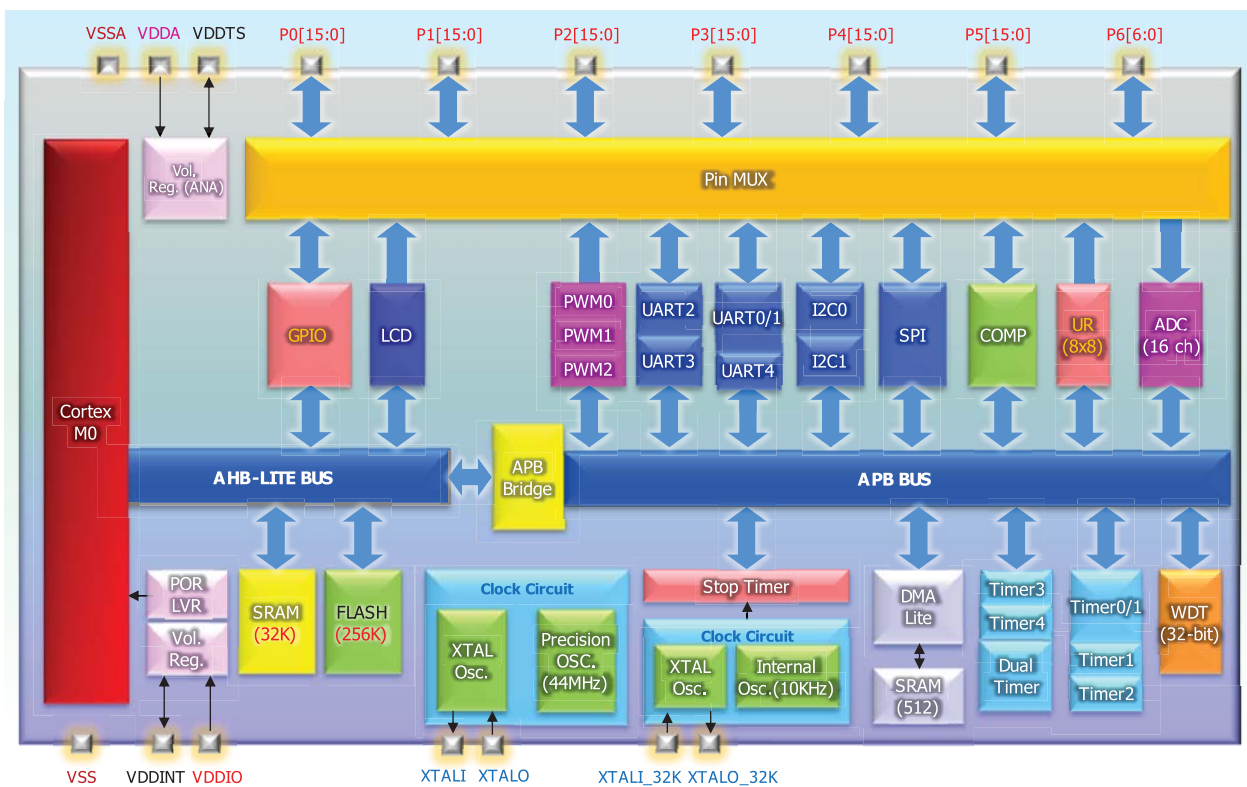 VSSA VDDA VDDTS P0[15:0] P1[15:0] P2[15:0] P3[15:0] P4[15:0] P5[15:0] P6[6:0]
Vol.
Reg. (ANA)
Pin MUX
GPIO
LCD
PWM0
PWM1
PWM2
UART2
UART3
UART0/1
UART4
I2C0
I2C1
SPI
COMP
UR
(8x8)
ADC
(16 ch)
Cortex
M0
AHB-LITE BUS
APB
Bridge
APB BUS
POR
LVR
Vol.
Reg.
SRAM
(32K)
FLASH
(256K)
Clock Circuit
XTAL
Osc.
Precision
OSC.
(44MHz)
Stop Timer
Clock Circuit
XTAL
Osc.
Internal
Osc.(10KHz)
DMA
Lite
SRAM
(512)
Timer3
Timer4
Dual
Timer
Timer0/1
Timer1
Timer2
WDT
(32-bit)
VSS VDDINT VDDIO XTALI XTALO XTALI_32K XTALO_32K